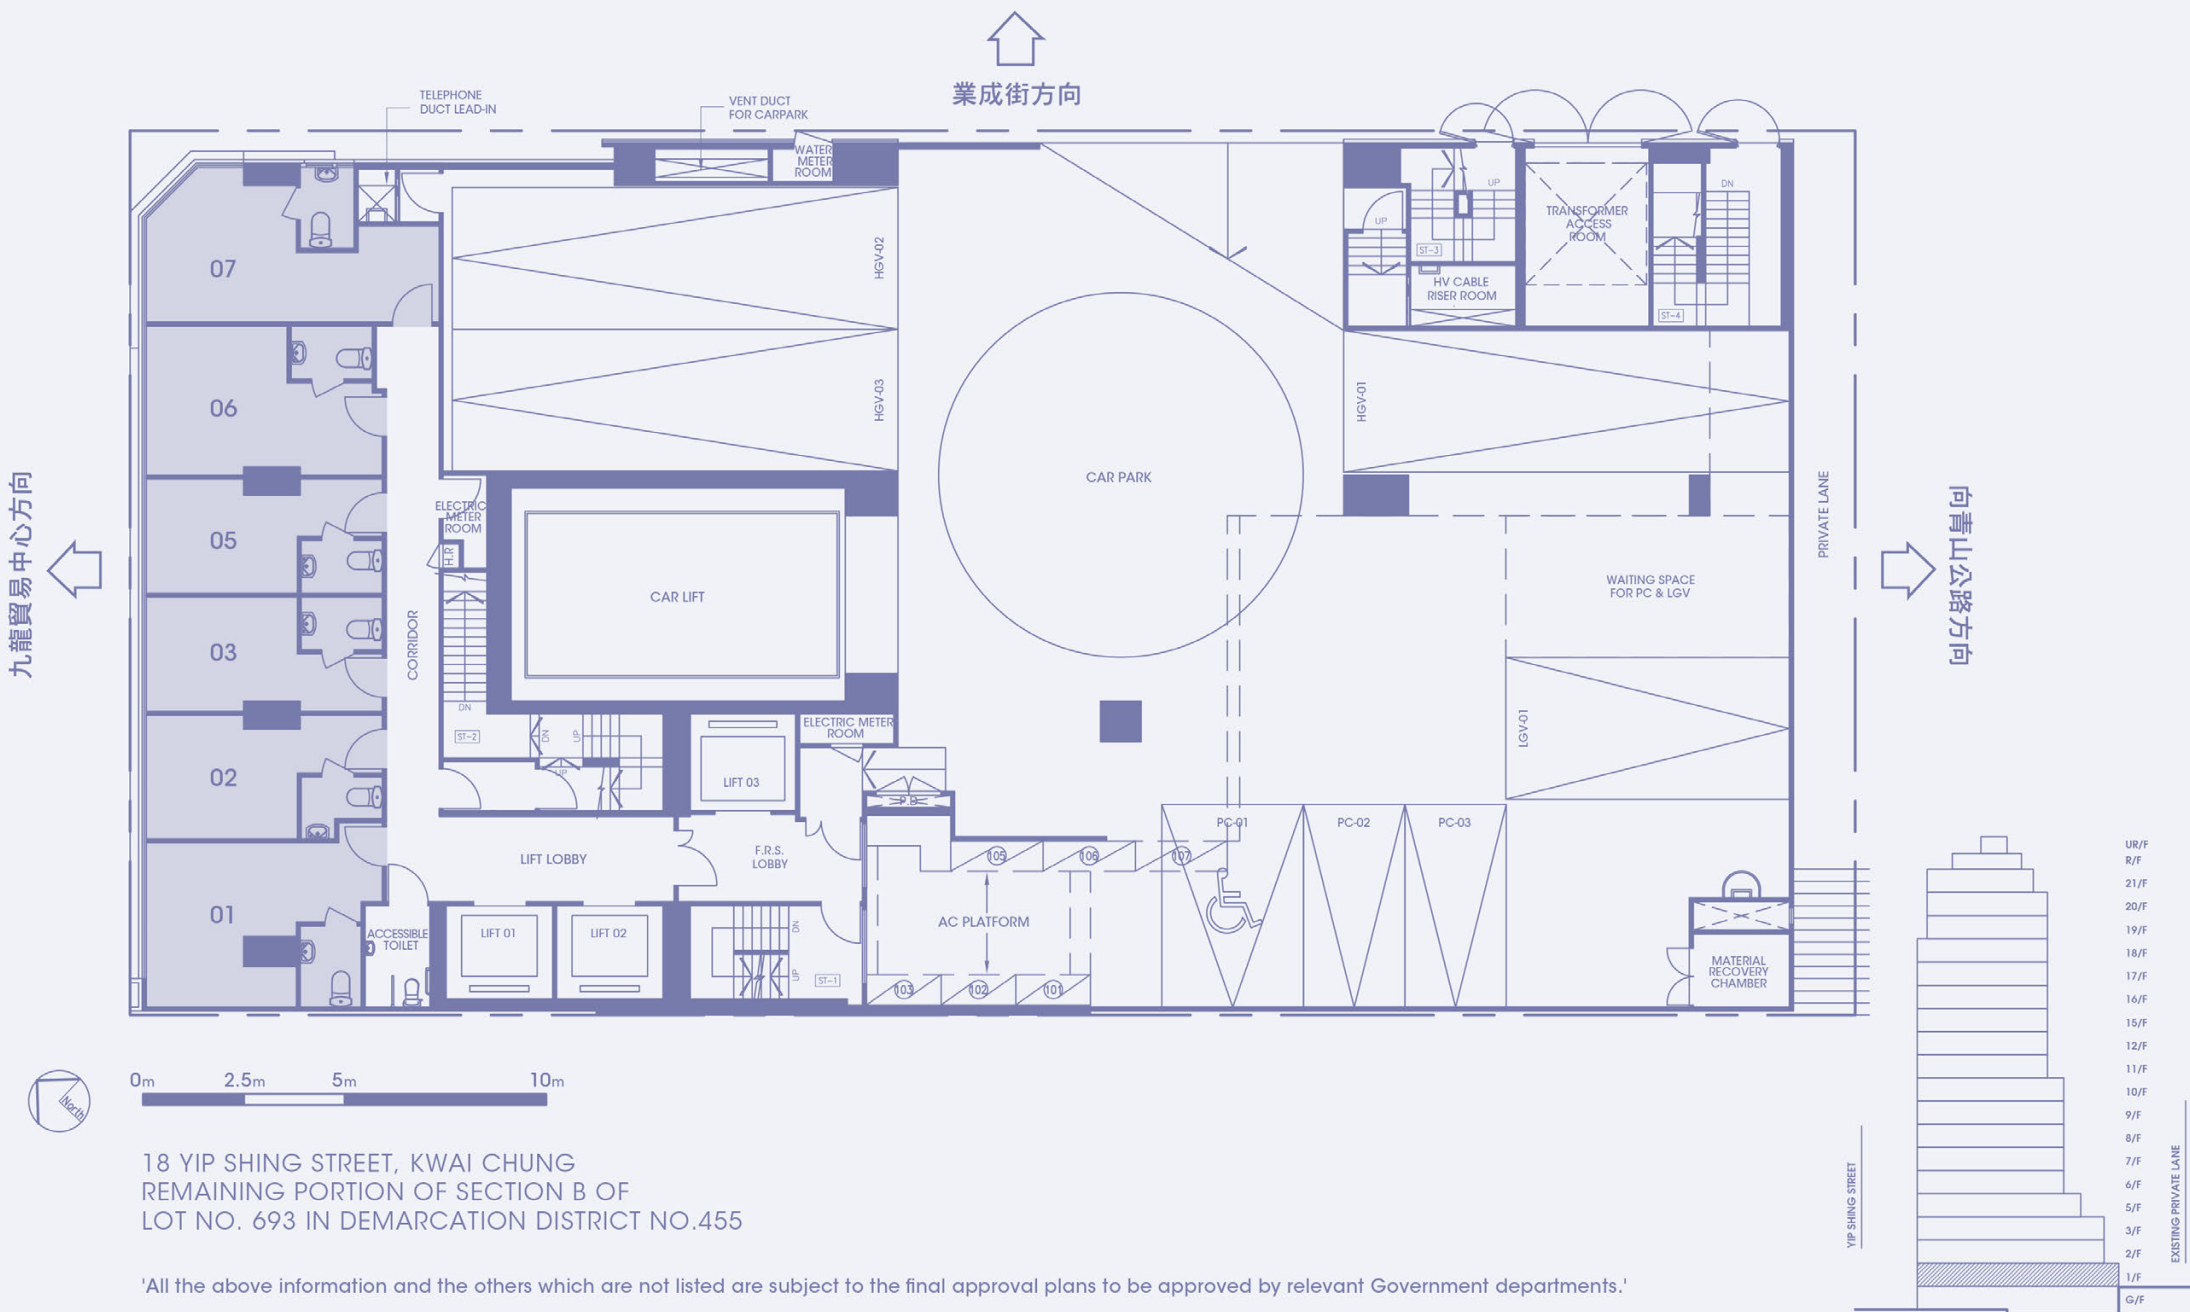 業成街方向
TELEPHONE
DUCT LEAD-IN
VENT DUCT
FOR CARPARK
WATER
METER
ROOM
07
HGV-02
UP
UP
ST-3
HV CABLE
RISER ROOM
TRANSFORMER
ACCESS
ROOM
DN
ST-4
06
HGV-03
HGV-01
CAR PARK
九龍貿易中心方向
05
ELECTRIC
METER
ROOM
H.R
PRIVATE LANE
向青山公路方向
CAR LIFT
WAITING SPACE
FOR PC & LGV
03
CORRIDOR
DN
ST-2
DN
UP
UP
ELECTRIC METER
ROOM
LGV-01
02
LIFT 03
P.D
PC-01
PC-02
PC-03
LIFT LOBBY
F.R.S.
LOBBY
105
106
107
01
ACCESSIBLE
TOILET
LIFT 01
LIFT 02
DN
UP
ST-1
AC PLATFORM
103
102
101
MATERIAL
RECOVERY
CHAMBER
North
0m
2.5m
5m
10m
18 YIP SHING STREET, KWAI CHUNG
REMAINING PORTION OF SECTION B OF
LOT NO. 693 IN DEMARCATION DISTRICT NO.455
'All the above information and the others which are not listed are subject to the final approval plans to be approved by relevant Government departments.'
UR/F
R/F
21/F
20/F
19/F
18/F
17/F
16/F
15/F
12/F
11/F
10/F
9/F
8/F
7/F
6/F
5/F
3/F
2/F
1/F
G/F
YIP SHING STREET
EXISTING PRIVATE LANE